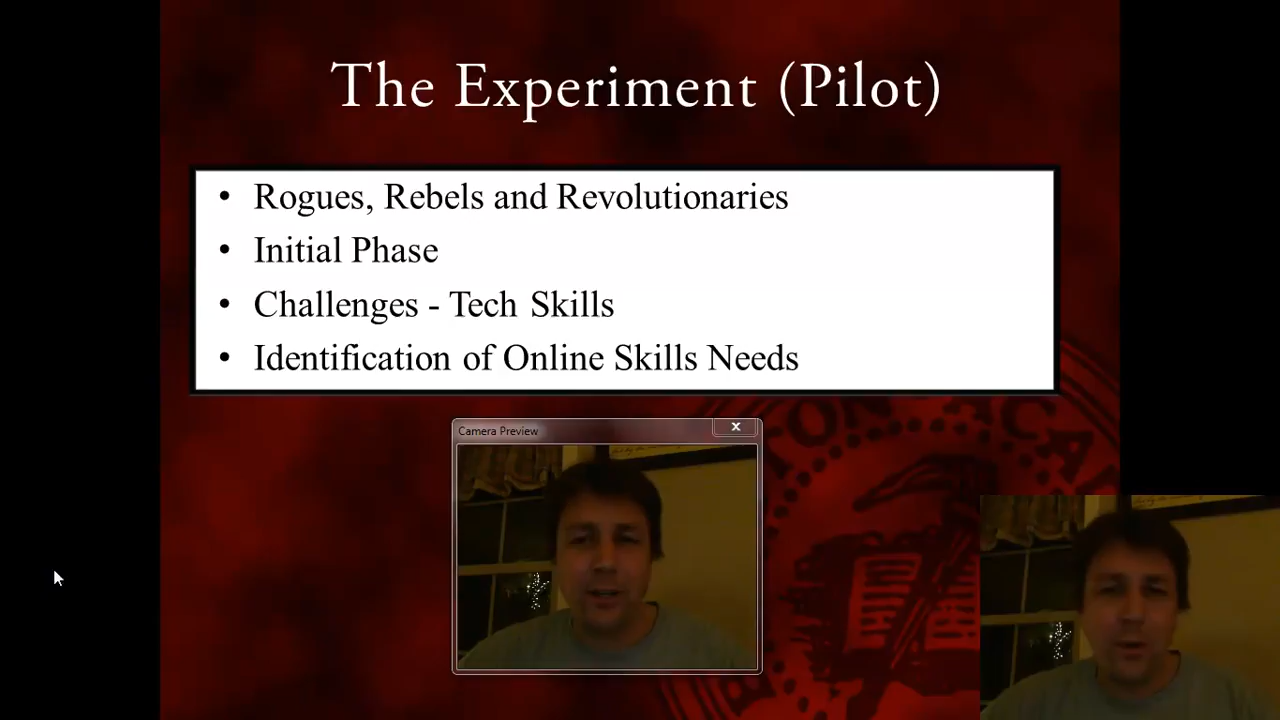 The Experiment (Pilot)
• Rogues, Rebels and Revolutionaries
• Initial Phase
• Challenges - Tech Skills
• Identification of Online Skills Needs
Camera Preview